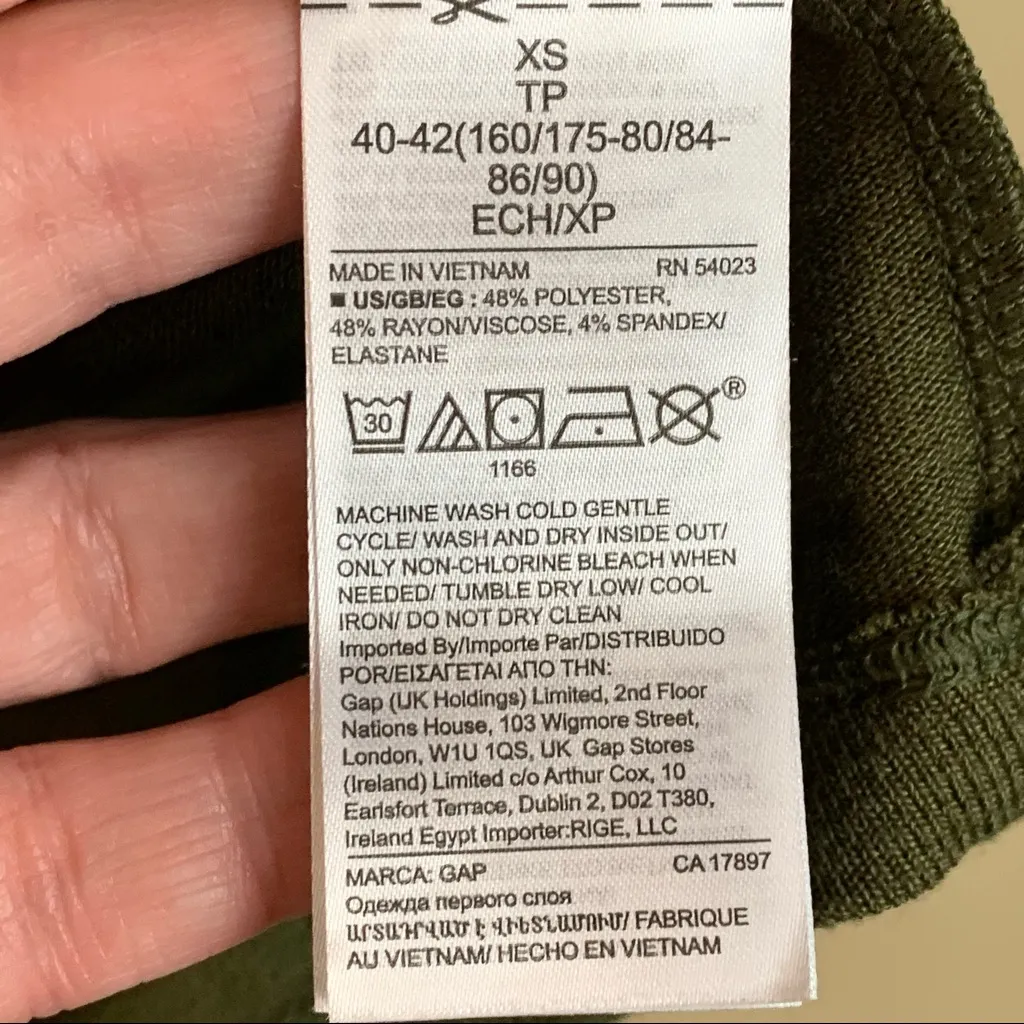 XS
TP
40-42(160/175-80/84-
86/90)
ECH/XP
MADE IN VIETNAM RN 54023
■ US/GB/EG : 48% POLYESTER,
48% RAYON/VISCOSE, 4% SPANDEX/
ELASTANE
30 ®
1166
MACHINE WASH COLD GENTLE
CYCLE/ WASH AND DRY INSIDE OUT/
ONLY NON-CHLORINE BLEACH WHEN
NEEDED/ TUMBLE DRY LOW/ COOL
IRON/ DO NOT DRY CLEAN
Imported By/Importe Par/DISTRIBUIDO
POR/ΕΙΣΑΓΕΤΑΙ ΑΠΟ ΤΗΝ:
Gap (UK Holdings) Limited, 2nd Floor
Nations House, 103 Wigmore Street,
London, W1U 1QS, UK Gap Stores
(Ireland) Limited c/o Arthur Cox, 10
Earlsfort Terrace, Dublin 2, D02 T380,
Ireland Egypt Importer:RIGE, LLC
MARCA: GAP CA 17897
Одежда первого слоя
ԱՐՏԱԴՐՎԱԾ Է ՎԻԵՏՆԱՄՈՒՄ/ FABRIQUE
AU VIETNAM/ HECHO EN VIETNAM